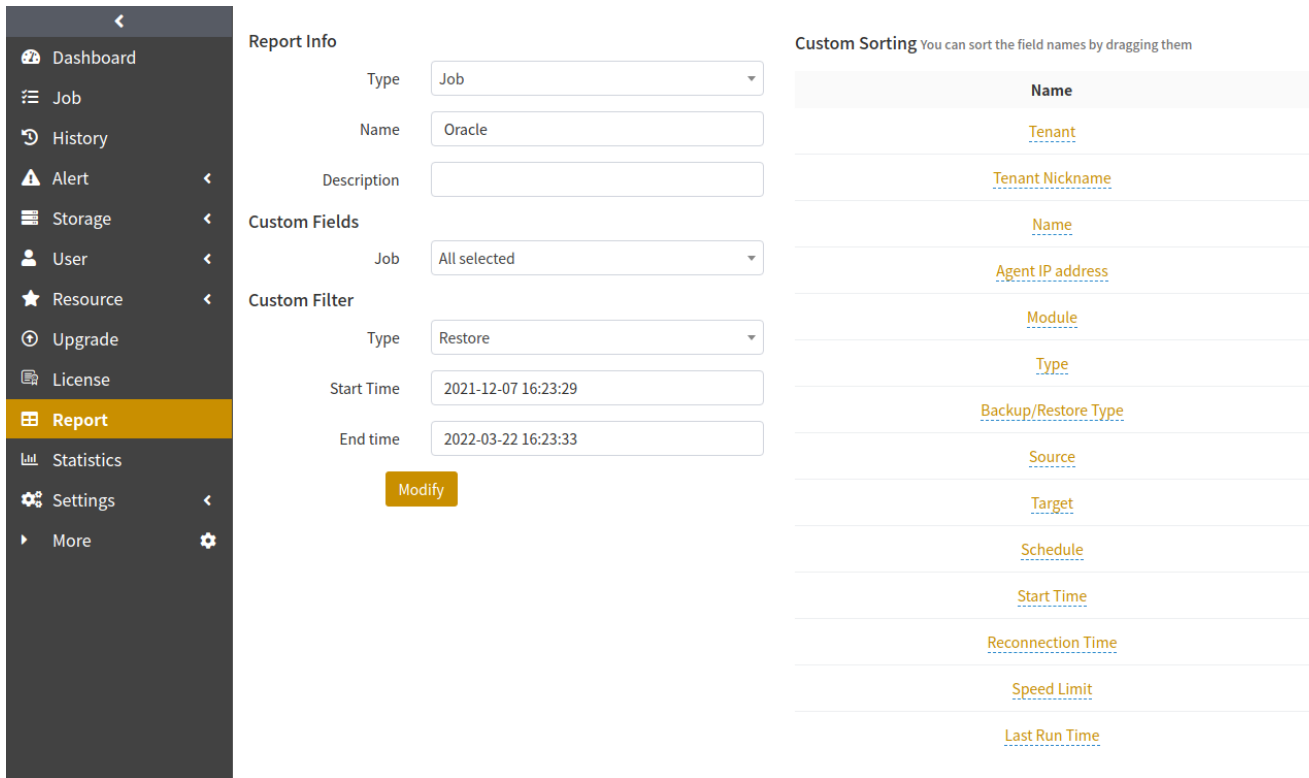 Dashboard
Job
History
Alert
Storage
User
Resource
Upgrade
License
Report
Statistics
Settings
More
Report Info
Type Job
Name Oracle
Description
Custom Fields
Job All selected
Custom Filter
Type Restore
Start Time 2021-12-07 16:23:29
End time 2022-03-22 16:23:33
Modify
Custom Sorting You can sort the field names by dragging them
Name
Tenant
Tenant Nickname
Name
Agent IP address
Module
Type
Backup/Restore Type
Source
Target
Schedule
Start Time
Reconnection Time
Speed Limit
Last Run Time